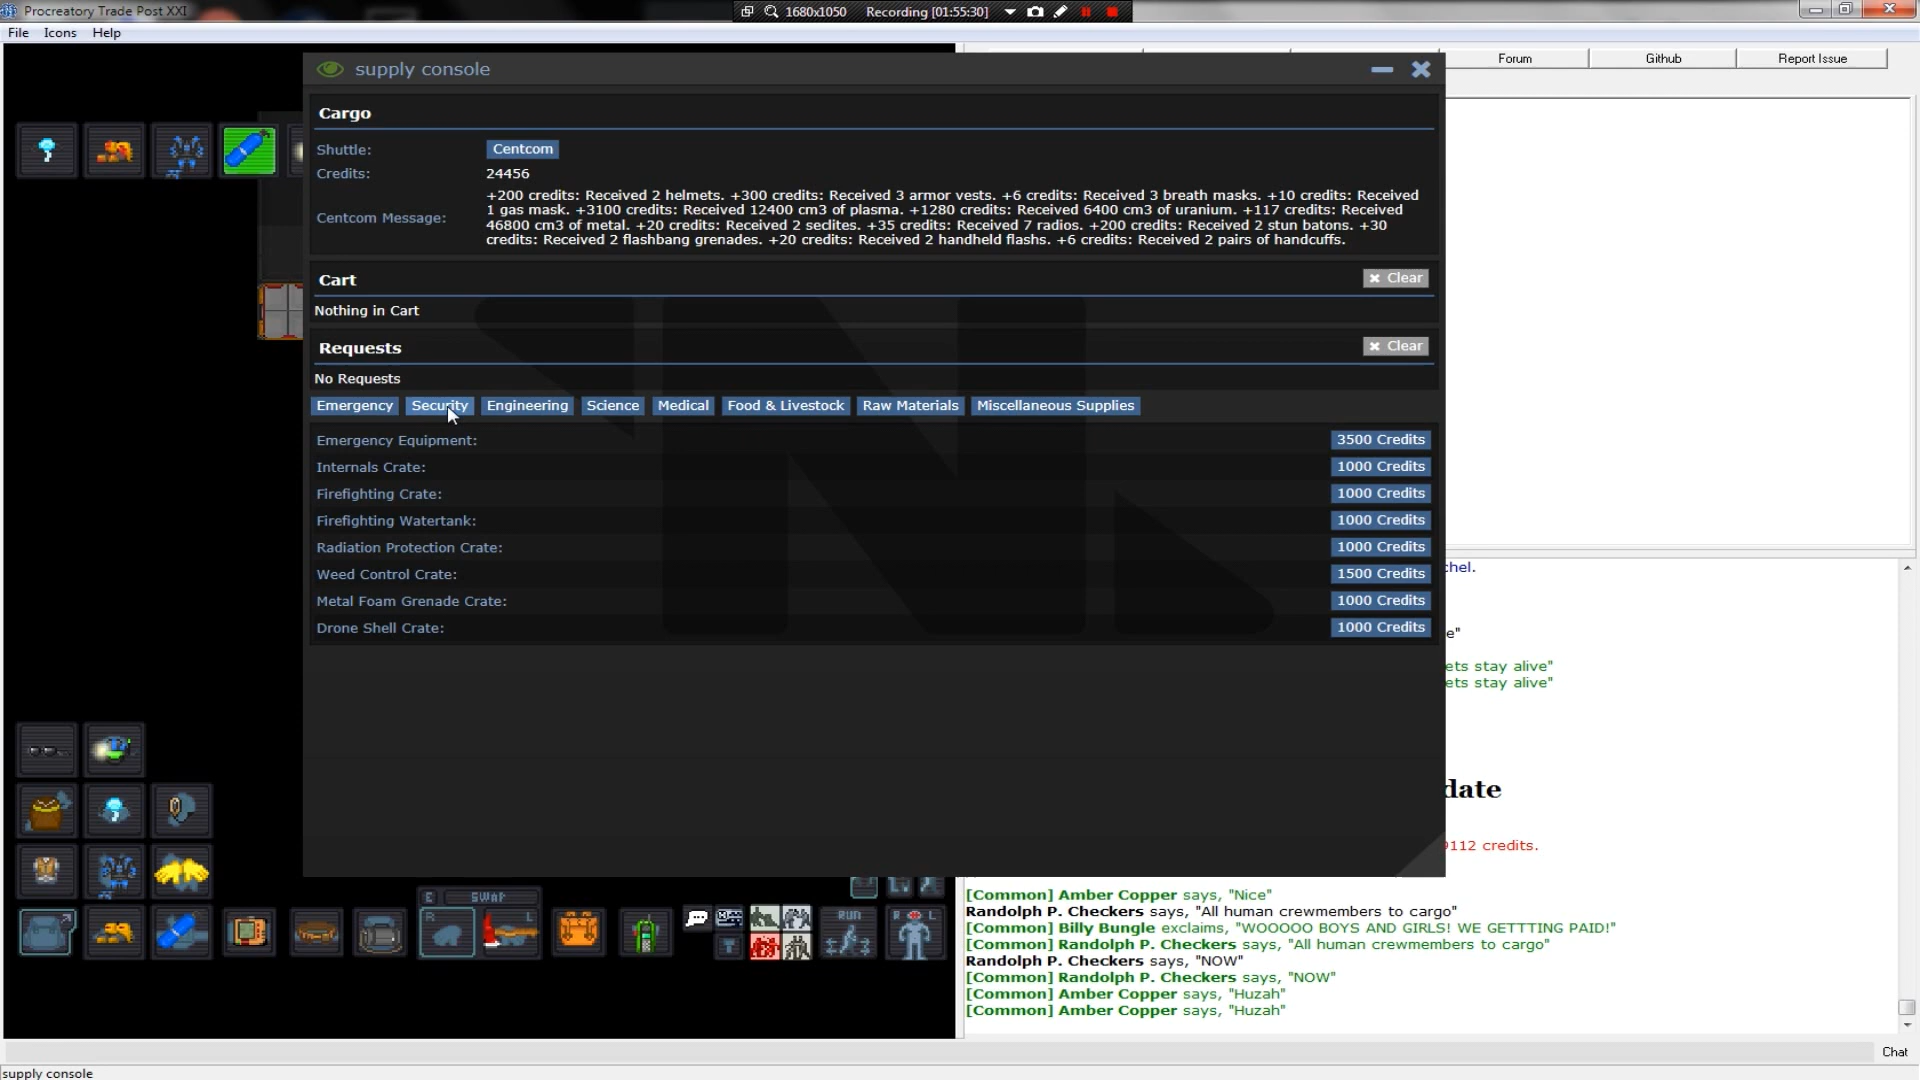 Procreatory Trade Post XXI
1680x1050
Recording [01:55:30]
File Icons Help
Forum
Github
Report Issue
supply console
Cargo
Shuttle: Centcom
Credits: 24456
Centcom Message:
+200 credits: Received 2 helmets. +300 credits: Received 3 armor vests. +6 credits: Received 3 breath masks. +10 credits: Received
1 gas mask. +3100 credits: Received 12400 cm3 of plasma. +1280 credits: Received 6400 cm3 of uranium. +117 credits: Received
46800 cm3 of metal. +20 credits: Received 2 seclites. +35 credits: Received 7 radios. +200 credits: Received 2 stun batons. +30
credits: Received 2 flashbang grenades. +20 credits: Received 2 handheld flashs. +6 credits: Received 2 pairs of handcuffs.
Cart
Clear
Nothing in Cart
Requests
Clear
No Requests
Emergency Security Engineering Science Medical Food & Livestock Raw Materials Miscellaneous Supplies
Emergency Equipment: 3500 Credits
Internals Crate: 1000 Credits
Firefighting Crate: 1000 Credits
Firefighting Watertank: 1000 Credits
Radiation Protection Crate: 1000 Credits
Weed Control Crate: 1500 Credits
Metal Foam Grenade Crate: 1000 Credits
Drone Shell Crate: 1000 Credits
chel.
e"
ets stay alive"
ets stay alive"
date
9112 credits.
[Common] Amber Copper says, "Nice"
Randolph P. Checkers says, "All human crewmembers to cargo"
[Common] Billy Bungle exclaims, "WOOOOO BOYS AND GIRLS! WE GETTTING PAID!"
[Common] Randolph P. Checkers says, "All human crewmembers to cargo"
Randolph P. Checkers says, "NOW"
[Common] Randolph P. Checkers says, "NOW"
[Common] Amber Copper says, "Huzah"
[Common] Amber Copper says, "Huzah"
E SWAP
R L
RUN
R L
Chat
supply console